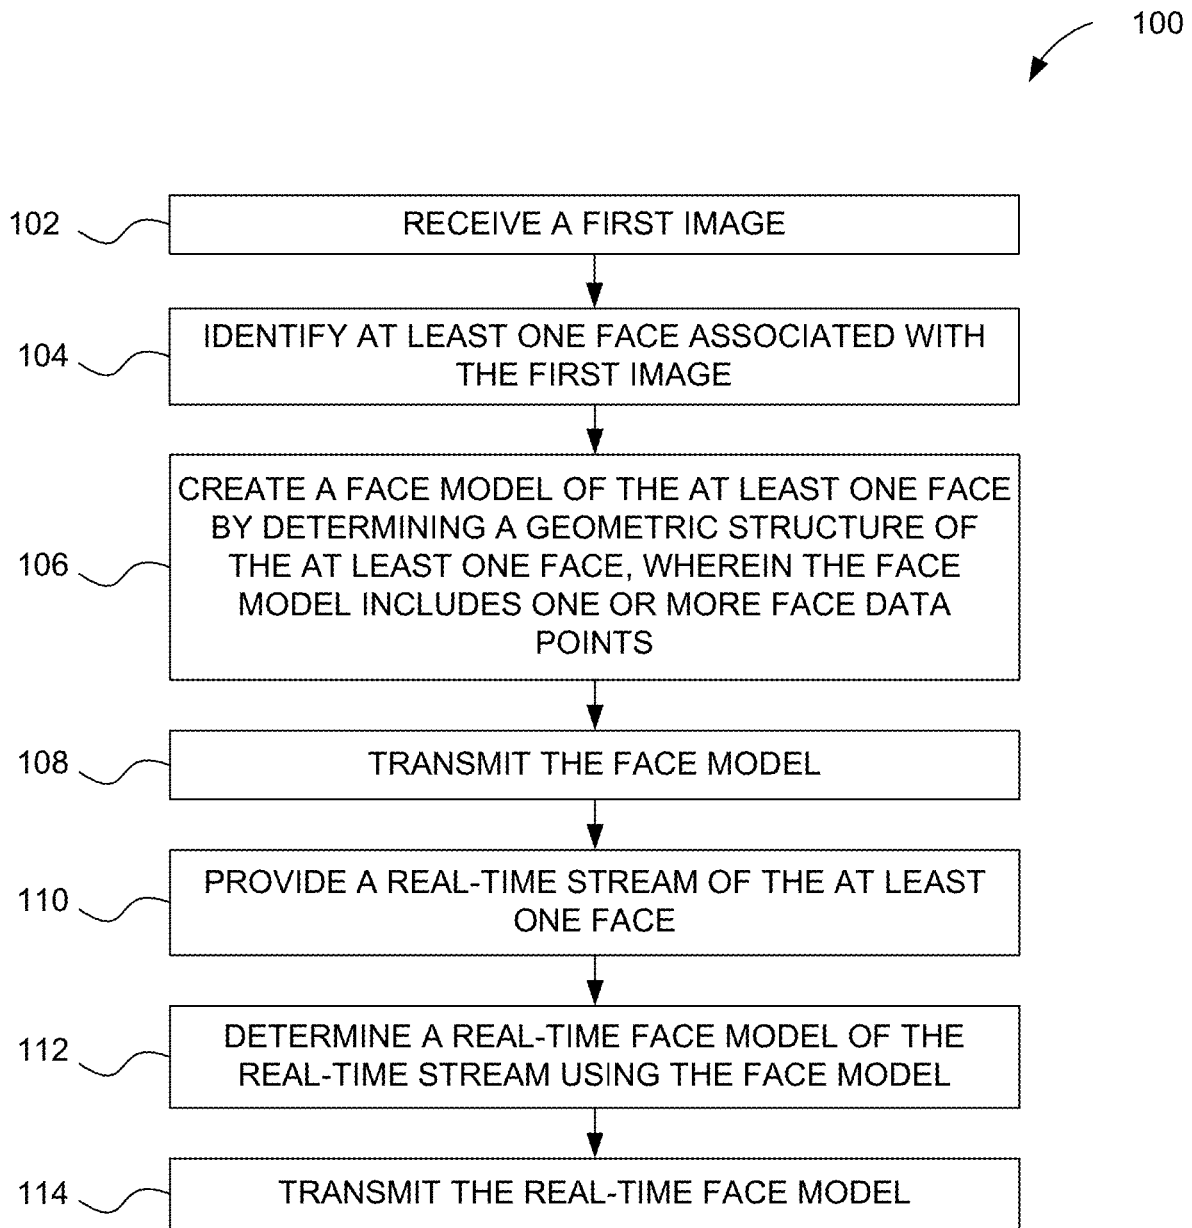 100
102
RECEIVE A FIRST IMAGE
104
IDENTIFY AT LEAST ONE FACE ASSOCIATED WITH
THE FIRST IMAGE
106
CREATE A FACE MODEL OF THE AT LEAST ONE FACE
BY DETERMINING A GEOMETRIC STRUCTURE OF
THE AT LEAST ONE FACE, WHEREIN THE FACE
MODEL INCLUDES ONE OR MORE FACE DATA
POINTS
108
TRANSMIT THE FACE MODEL
110
PROVIDE A REAL-TIME STREAM OF THE AT LEAST
ONE FACE
112
DETERMINE A REAL-TIME FACE MODEL OF THE
REAL-TIME STREAM USING THE FACE MODEL
114
TRANSMIT THE REAL-TIME FACE MODEL